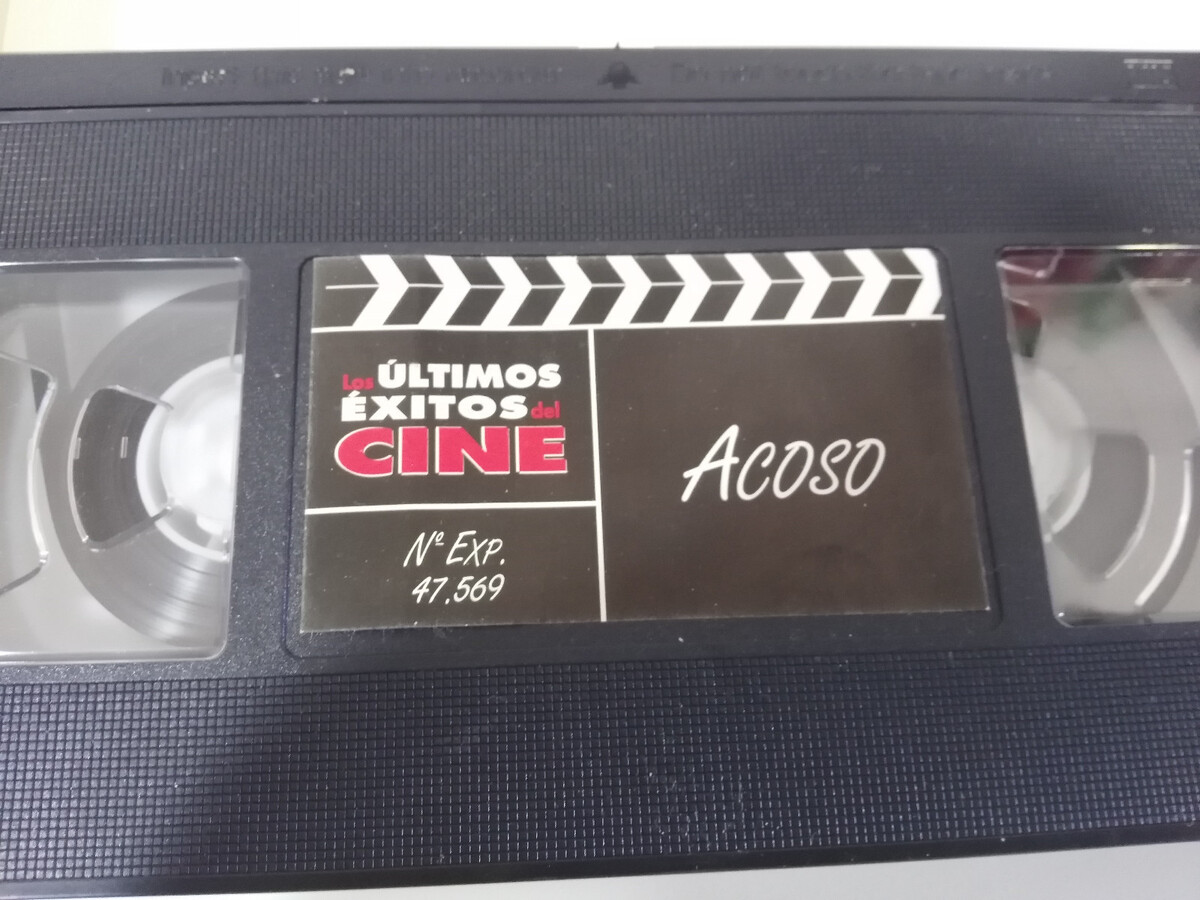 Los ÚLTIMOS
ÉXITOS del
CINE
Nº EXP.
47.569
ACOSO